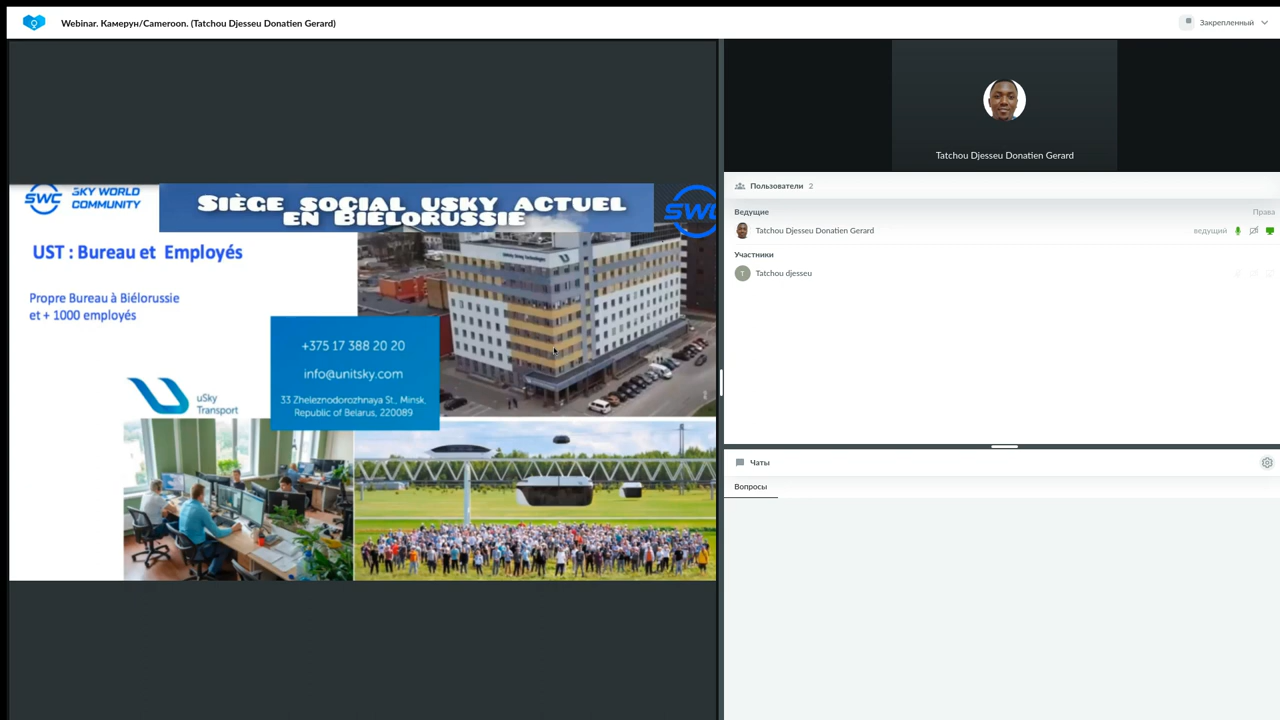 Webinar. Камерун/Cameroon. (Tatchou Djesseu Donatien Gerard)
Закрепленный
SWC SKY WORLD
COMMUNITY
SIÈGE SOCIAL USKY ACTUEL
EN BIÉLORUSSIE
SWC
UST : Bureau et Employés
Propre Bureau à Biélorussie
et + 1000 employés
+375 17 388 20 20
info@unitsky.com
33 Zheleznodorozhnaya St., Minsk,
Republic of Belarus, 220089
uSky
Transport
Tatchou Djesseu Donatien Gerard
Пользователи 2
Ведущие
Права
Tatchou Djesseu Donatien Gerard
ведущий
Участники
T
Tatchou djesseu
Чаты
Вопросы